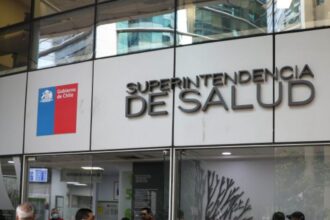 Gobierno
de Chile
SUPERINTENDENCIA
DE SALUD